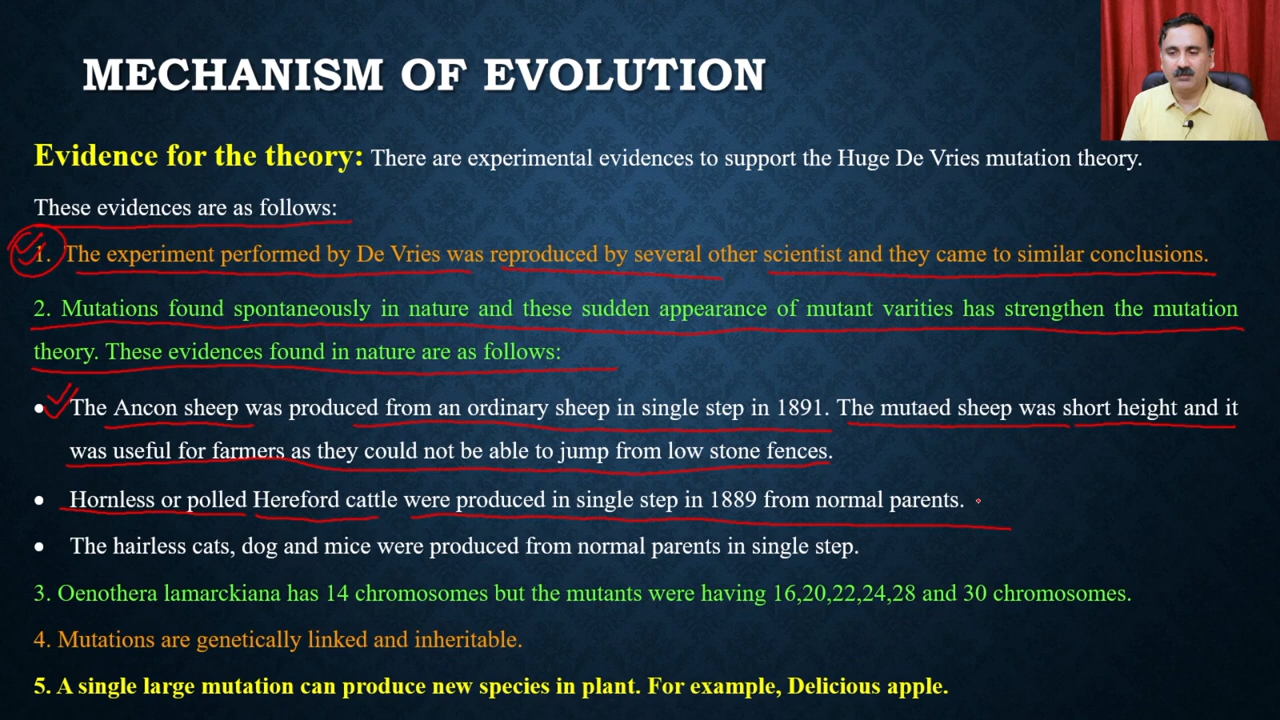 MECHANISM OF EVOLUTION
Evidence for the theory: There are experimental evidences to support the Huge De Vries mutation theory.
These evidences are as follows:
1. The experiment performed by De Vries was reproduced by several other scientist and they came to similar conclusions.
2. Mutations found spontaneously in nature and these sudden appearance of mutant varities has strengthen the mutation
theory. These evidences found in nature are as follows:
• The Ancon sheep was produced from an ordinary sheep in single step in 1891. The mutaed sheep was short height and it
was useful for farmers as they could not be able to jump from low stone fences.
• Hornless or polled Hereford cattle were produced in single step in 1889 from normal parents.
• The hairless cats, dog and mice were produced from normal parents in single step.
3. Oenothera lamarckiana has 14 chromosomes but the mutants were having 16,20,22,24,28 and 30 chromosomes.
4. Mutations are genetically linked and inheritable.
5. A single large mutation can produce new species in plant. For example, Delicious apple.